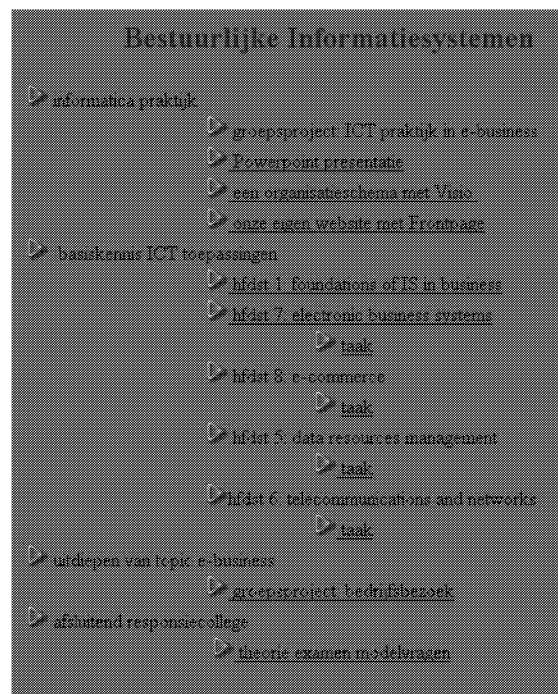 Bestuurlijke Informatiesystemen
informatica praktijk
groepsproject: ICT praktijk in e-business
Powerpoint presentatie
een organisatieschema met Visio
onze eigen website met Frontpage
basiskennis ICT toepassingen
hfdst 1: foundations of IS in business
hfdst 7: electronic business systems
taak
hfdst 8: e-commerce
taak
hfdst 5: data resources management
taak
hfdst 6: telecommunications and networks
taak
uitdiepen van topic e-business
groepsproject: bedrijfsbezoek
afsluitend responsiecollege
theorie examen modelvragen